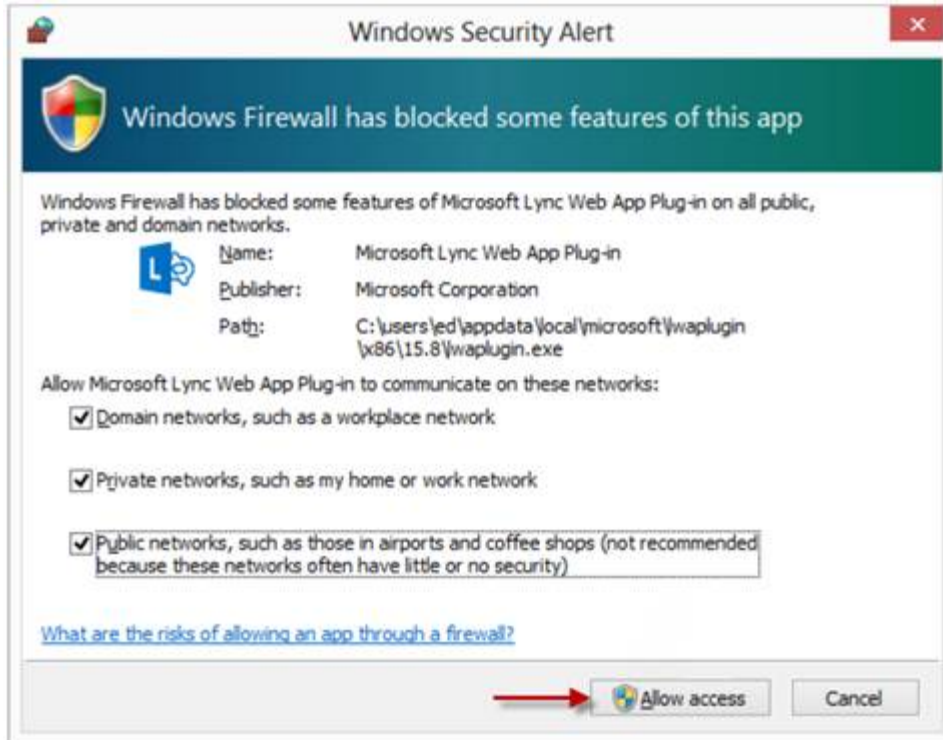 Windows Security Alert
Windows Firewall has blocked some features of this app
Windows Firewall has blocked some features of Microsoft Lync Web App Plug-in on all public,
private and domain networks.
Name: Microsoft Lync Web App Plug-in
Publisher: Microsoft Corporation
Path: C:\users\ed\appdata\local\microsoft\lwaplugin
\x86\15.8\lwaplugin.exe
Allow Microsoft Lync Web App Plug-in to communicate on these networks:
Domain networks, such as a workplace network
Private networks, such as my home or work network
Public networks, such as those in airports and coffee shops (not recommended
because these networks often have little or no security)
What are the risks of allowing an app through a firewall?
Allow access Cancel